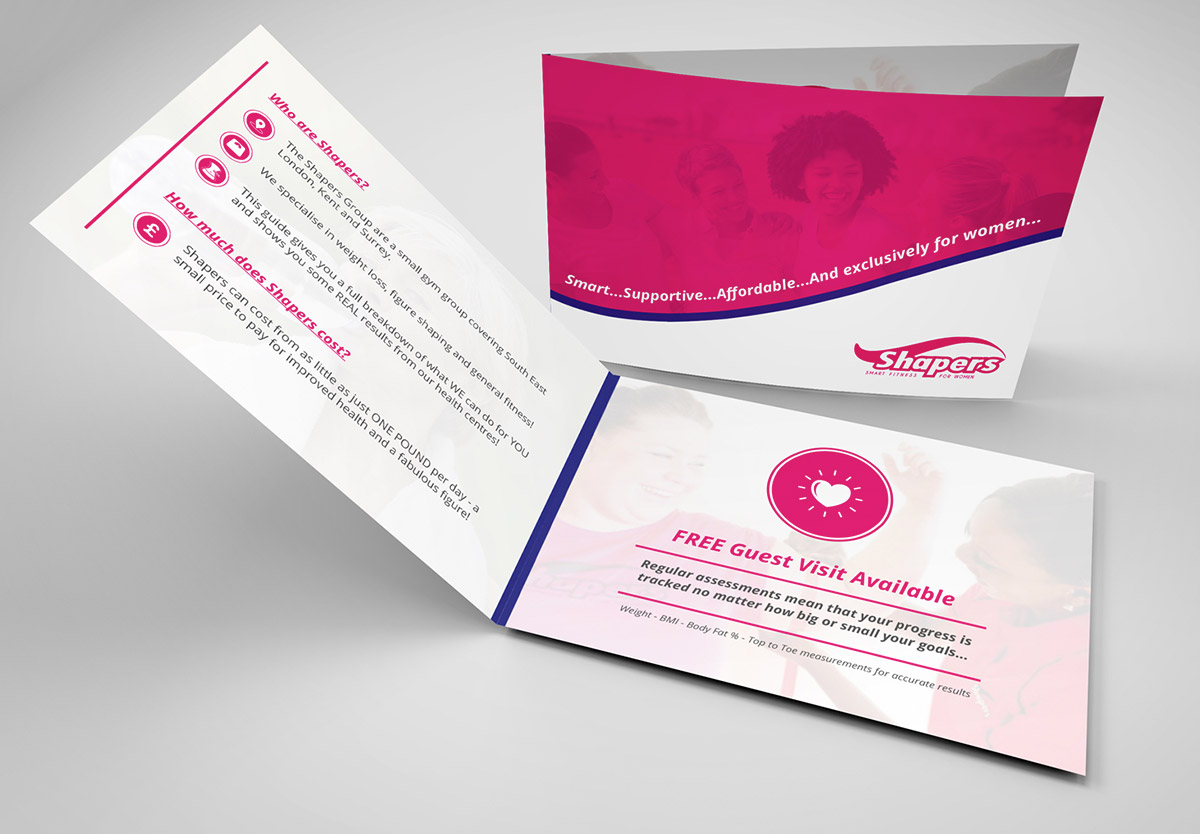 Smart...Supportive...Affordable...And exclusively for women...
Shapers
SMART FITNESS FOR WOMEN
Who are Shapers?
The Shapers Group are a small gym group covering South East
London, Kent and Surrey.
We specialise in weight loss, figure shaping and general fitness!
This guide gives you a full breakdown of what WE can do for YOU
and shows you some REAL results from our health centres!
How much does Shapers cost?
£
Shapers can cost from as little as just ONE POUND per day - a
small price to pay for improved health and a fabulous figure!
FREE Guest Visit Available
Regular assessments mean that your progress is
tracked no matter how big or small your goals...
Weight - BMI - Body Fat % - Top to Toe measurements for accurate results